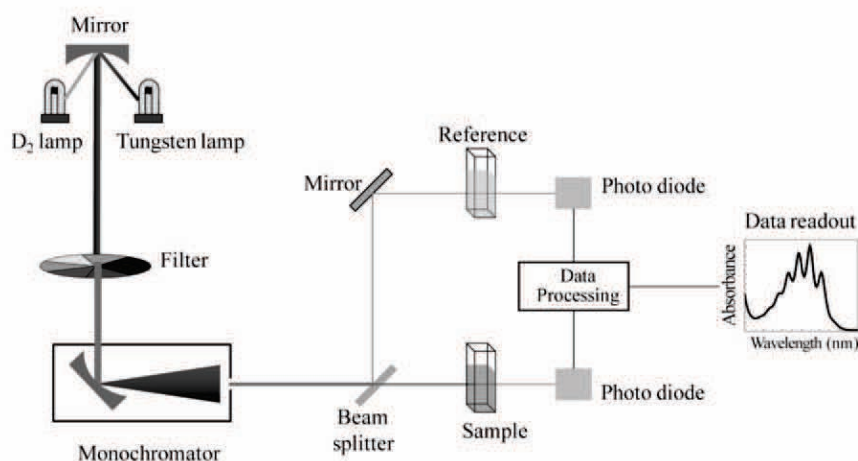 Mirror
D₂ lamp
Tungsten lamp
Filter
Monochromator
Mirror
Beam
splitter
Reference
Sample
Photo diode
Data
Processing
Photo diode
Data readout
Absorbance
Wavelength (nm)